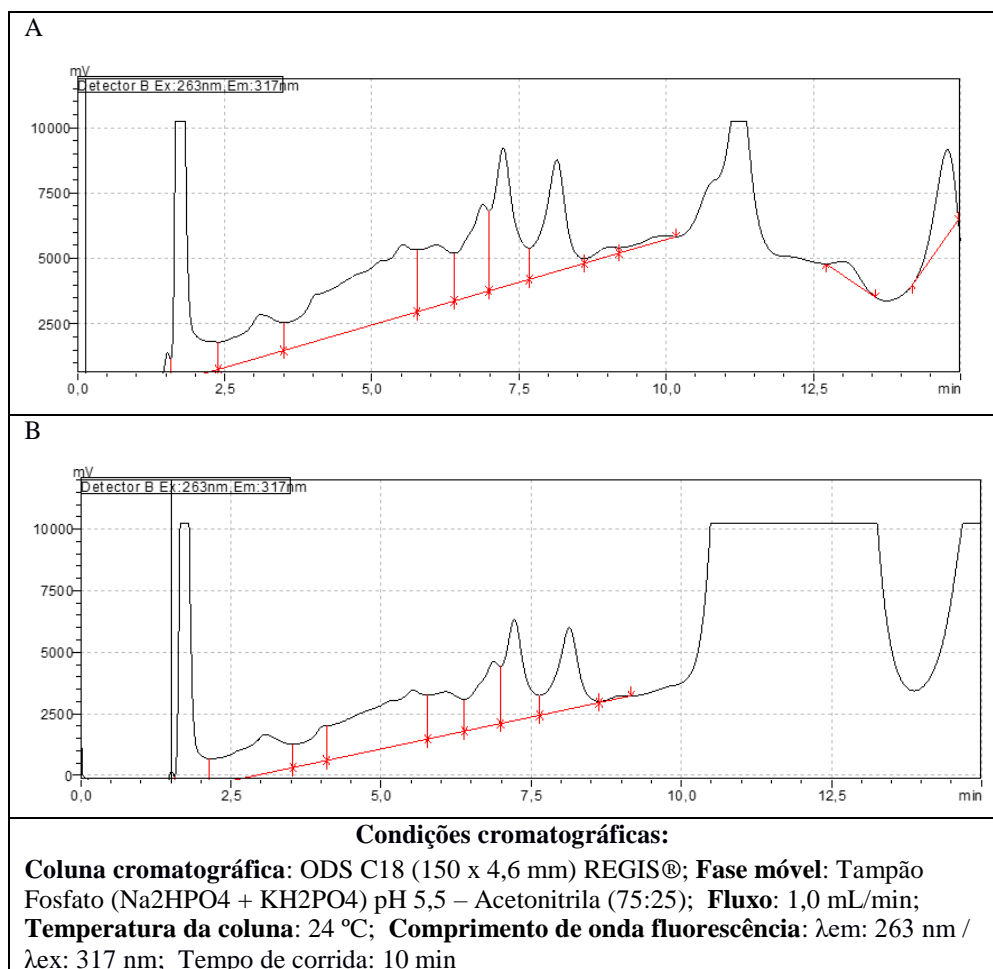 A
mV
Detector B Ex:263nm,Em:317nm
10000
7500
5000
2500
0,0 2,5 5,0 7,5 10,0 12,5 min
B
mV
Detector B Ex:263nm,Em:317nm
10000
7500
5000
2500
0
0,0 2,5 5,0 7,5 10,0 12,5 min
Condições cromatográficas:
Coluna cromatográfica: ODS C18 (150 x 4,6 mm) REGIS®; Fase móvel: Tampão
Fosfato (Na2HPO4 + KH2PO4) pH 5,5 – Acetonitrila (75:25); Fluxo: 1,0 mL/min;
Temperatura da coluna: 24 ºC; Comprimento de onda fluorescência: λem: 263 nm /
λex: 317 nm; Tempo de corrida: 10 min